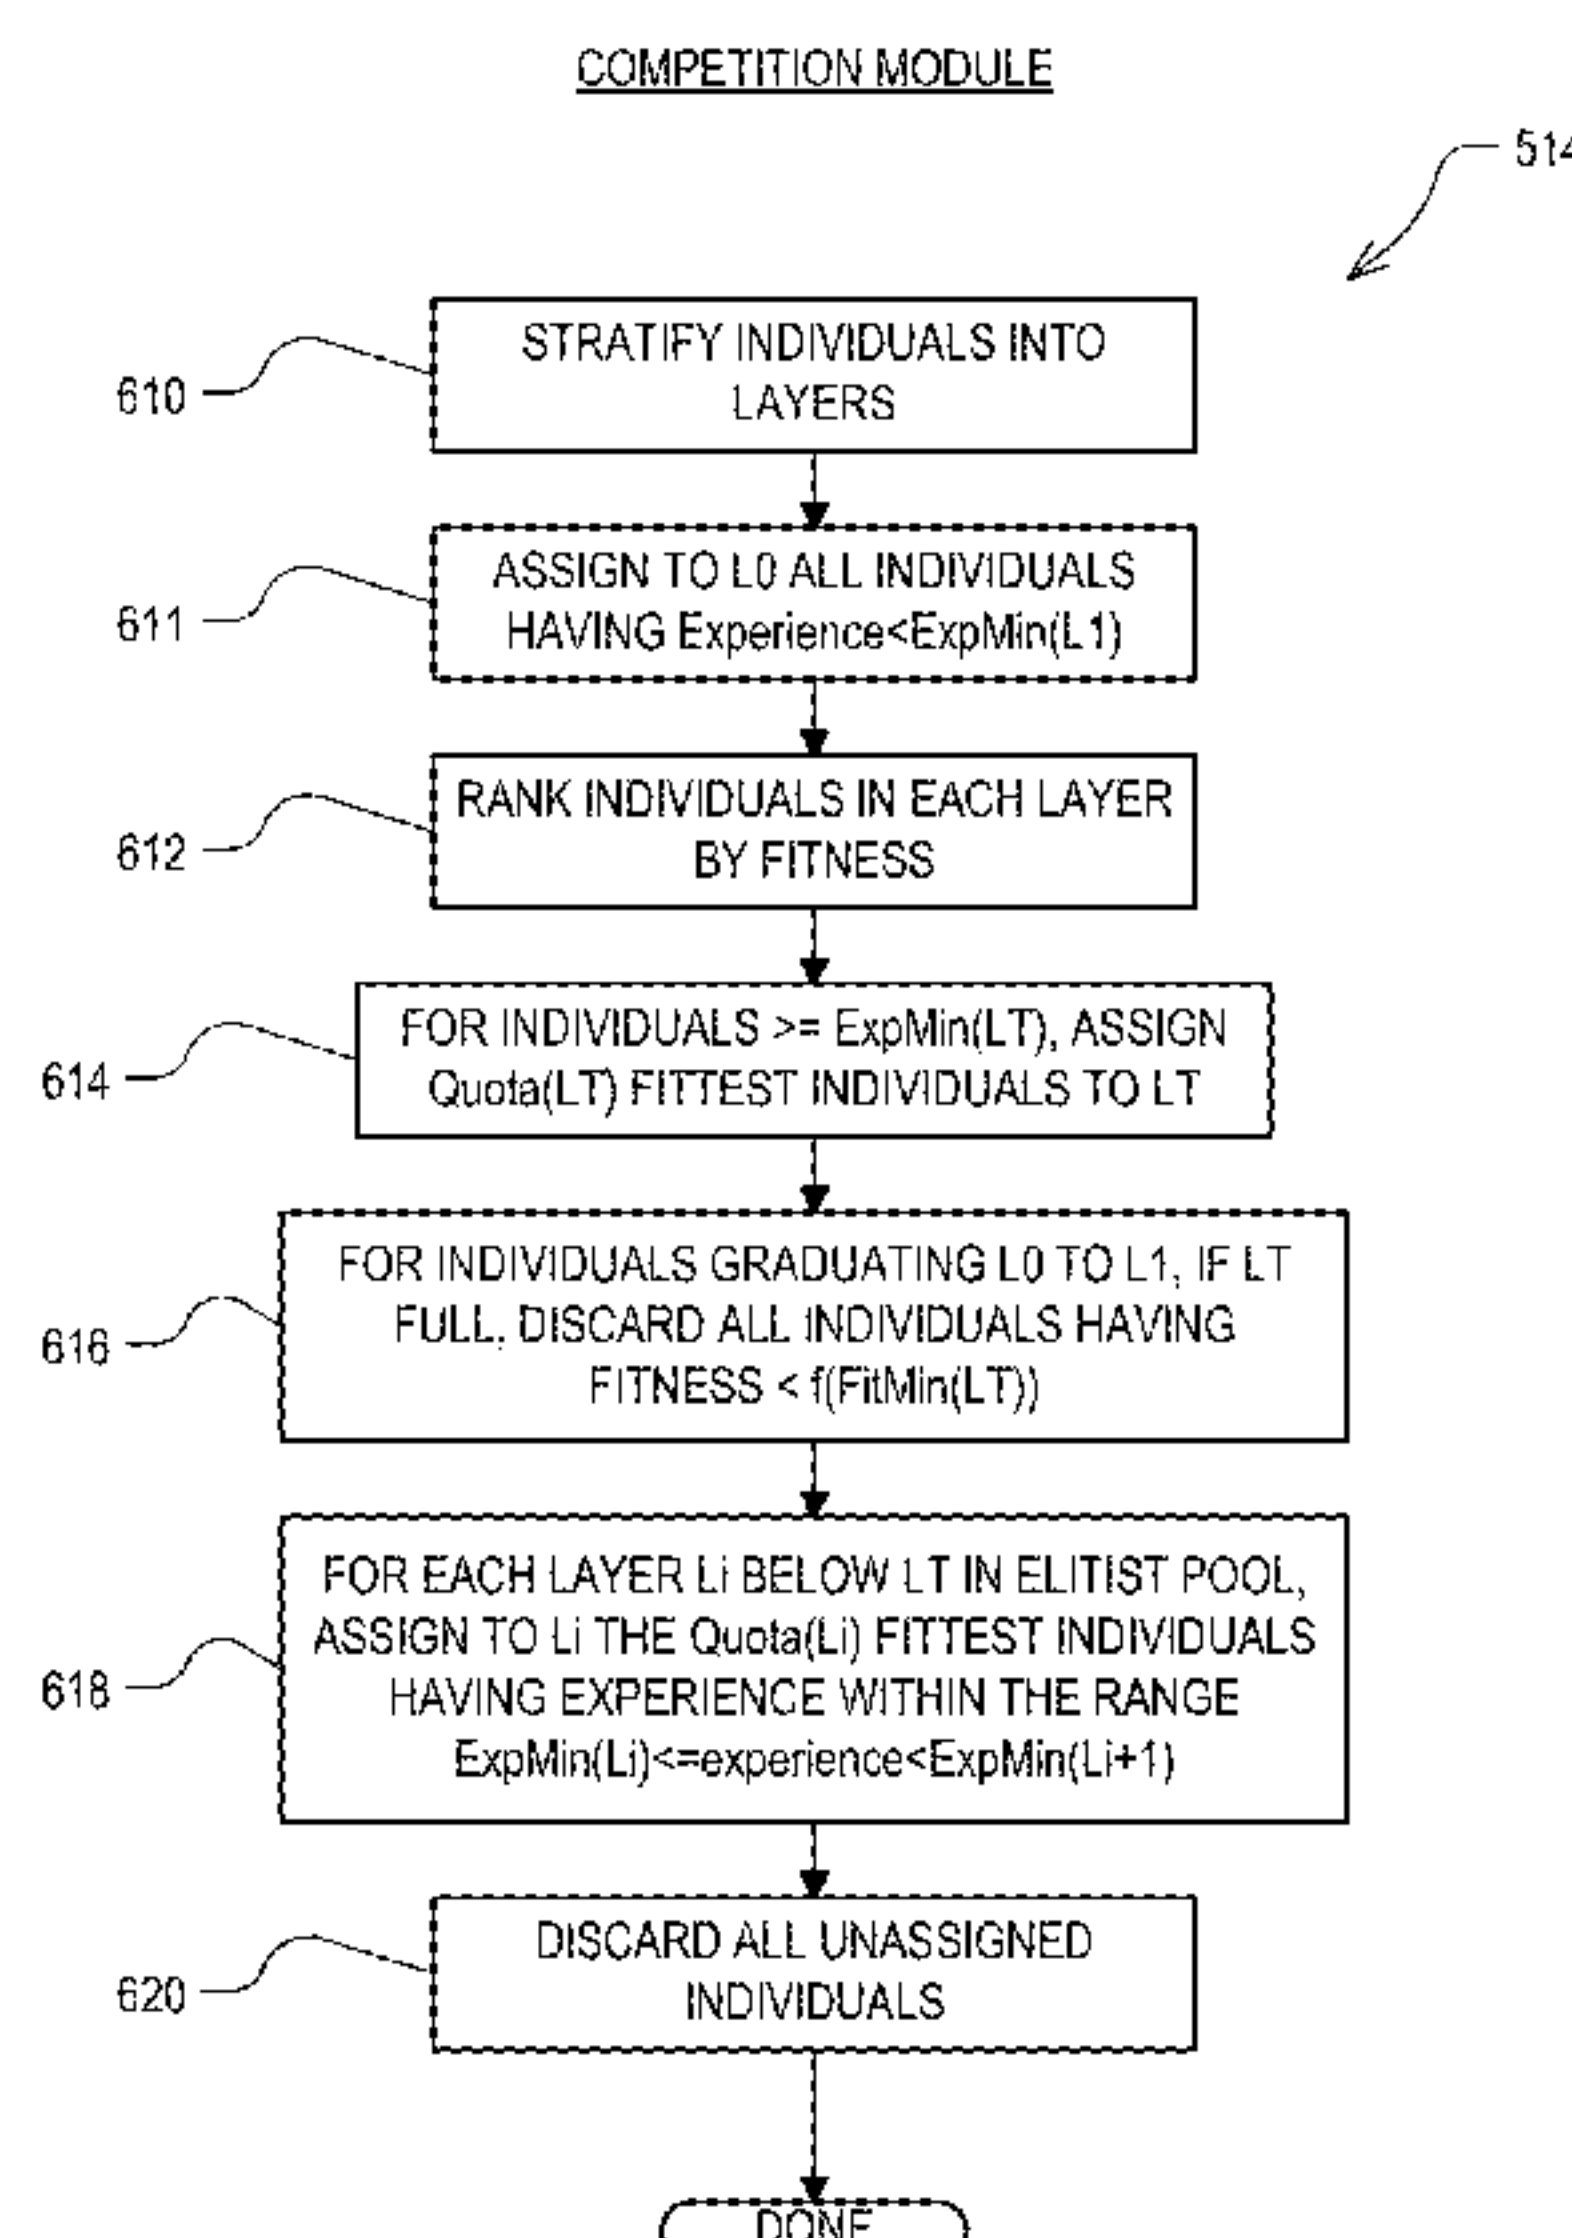 COMPETITION MODULE
514
STRATIFY INDIVIDUALS INTO
LAYERS
610
ASSIGN TO L0 ALL INDIVIDUALS
HAVING Experience<ExpMin(L1)
611
RANK INDIVIDUALS IN EACH LAYER
BY FITNESS
612
FOR INDIVIDUALS >= ExpMin(LT), ASSIGN
Quota(LT) FITTEST INDIVIDUALS TO LT
614
FOR INDIVIDUALS GRADUATING L0 TO L1, IF LT
FULL, DISCARD ALL INDIVIDUALS HAVING
FITNESS < f(FitMin(LT))
616
FOR EACH LAYER Li BELOW LT IN ELITIST POOL,
ASSIGN TO Li THE Quota(Li) FITTEST INDIVIDUALS
HAVING EXPERIENCE WITHIN THE RANGE
ExpMin(Li)<=experience<ExpMin(Li+1)
618
DISCARD ALL UNASSIGNED
INDIVIDUALS
620
DONE